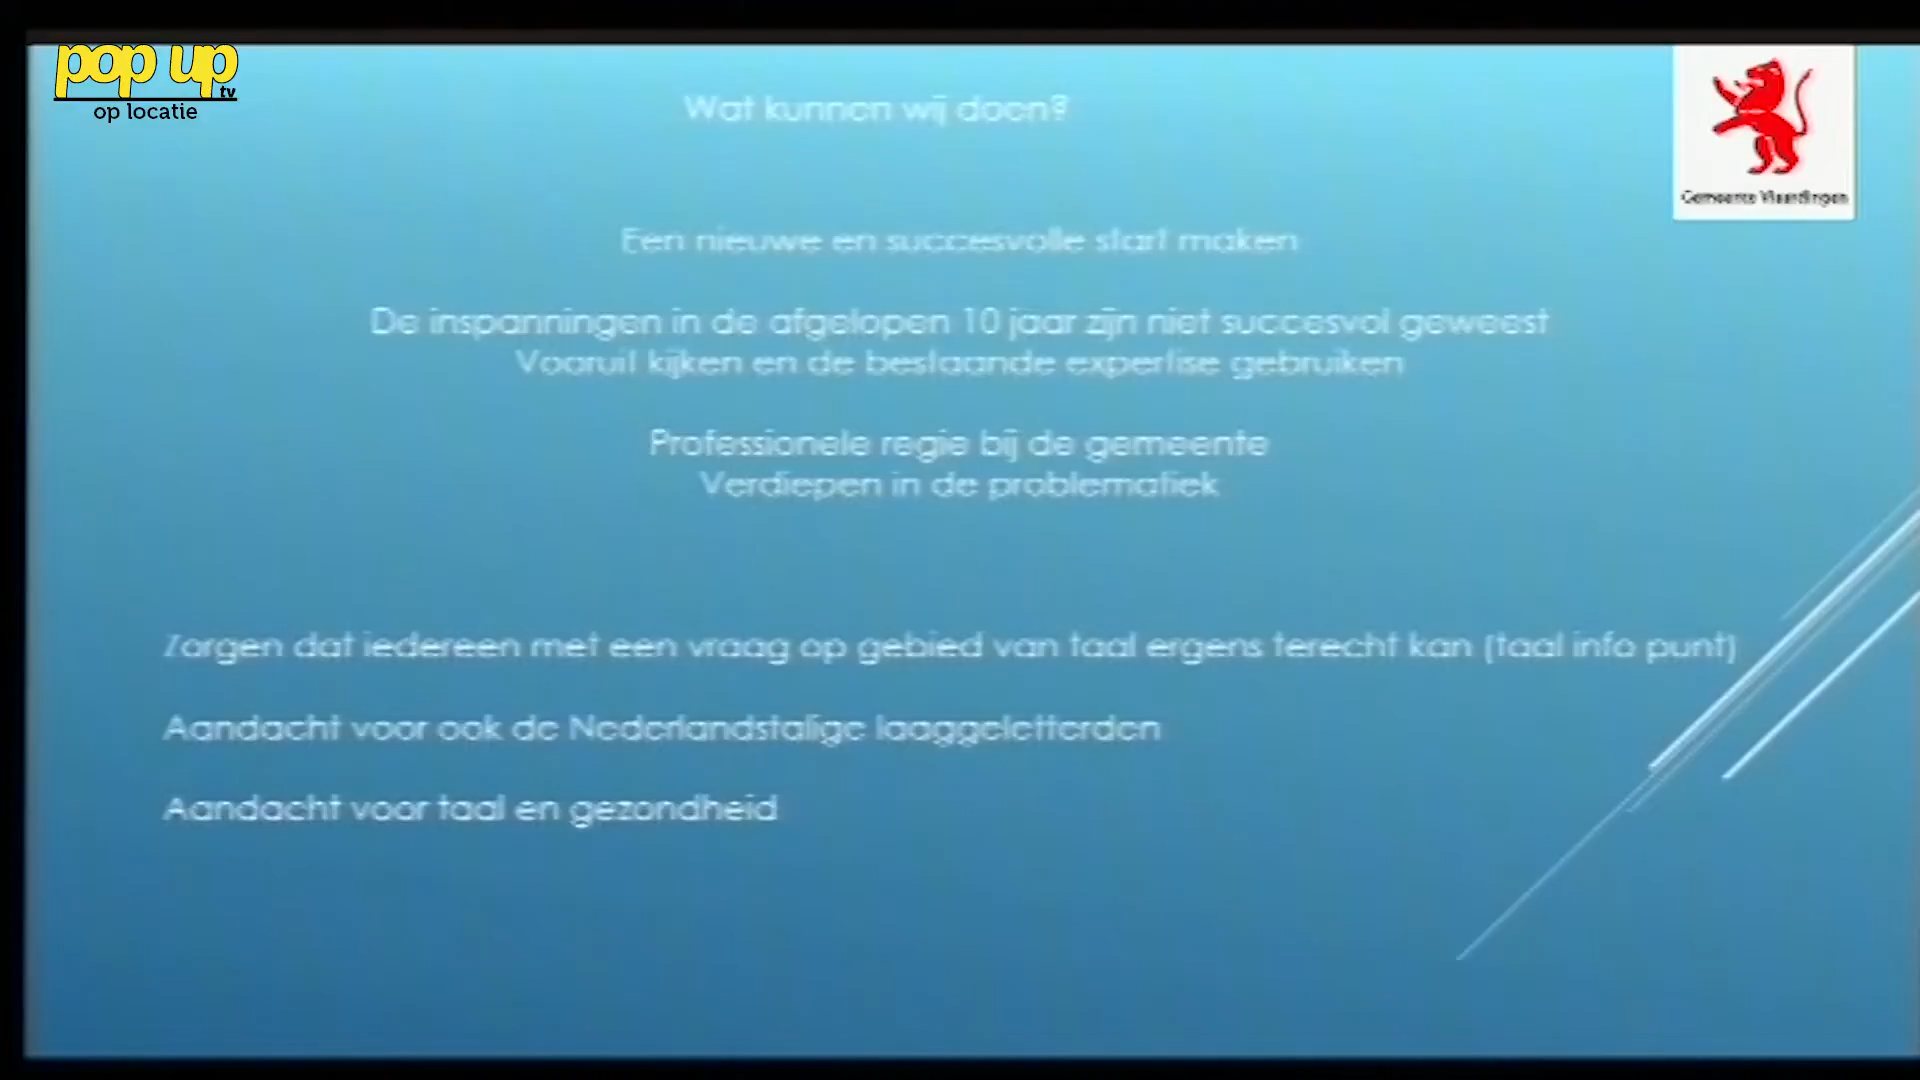 pop up
tv
op locatie
Wat kunnen wij doen?
Gemeente Vlaardingen
Een nieuwe en succesvolle start maken
De inspanningen in de afgelopen 10 jaar zijn niet succesvol geweest
Vooruit kijken en de bestaande expertise gebruiken
Professionele regie bij de gemeente
Verdiepen in de problematiek
Zorgen dat iedereen met een vraag op gebied van taal ergens terecht kan (taal info punt)
Aandacht voor ook de Nederlandstalige laaggeletterden
Aandacht voor taal en gezondheid